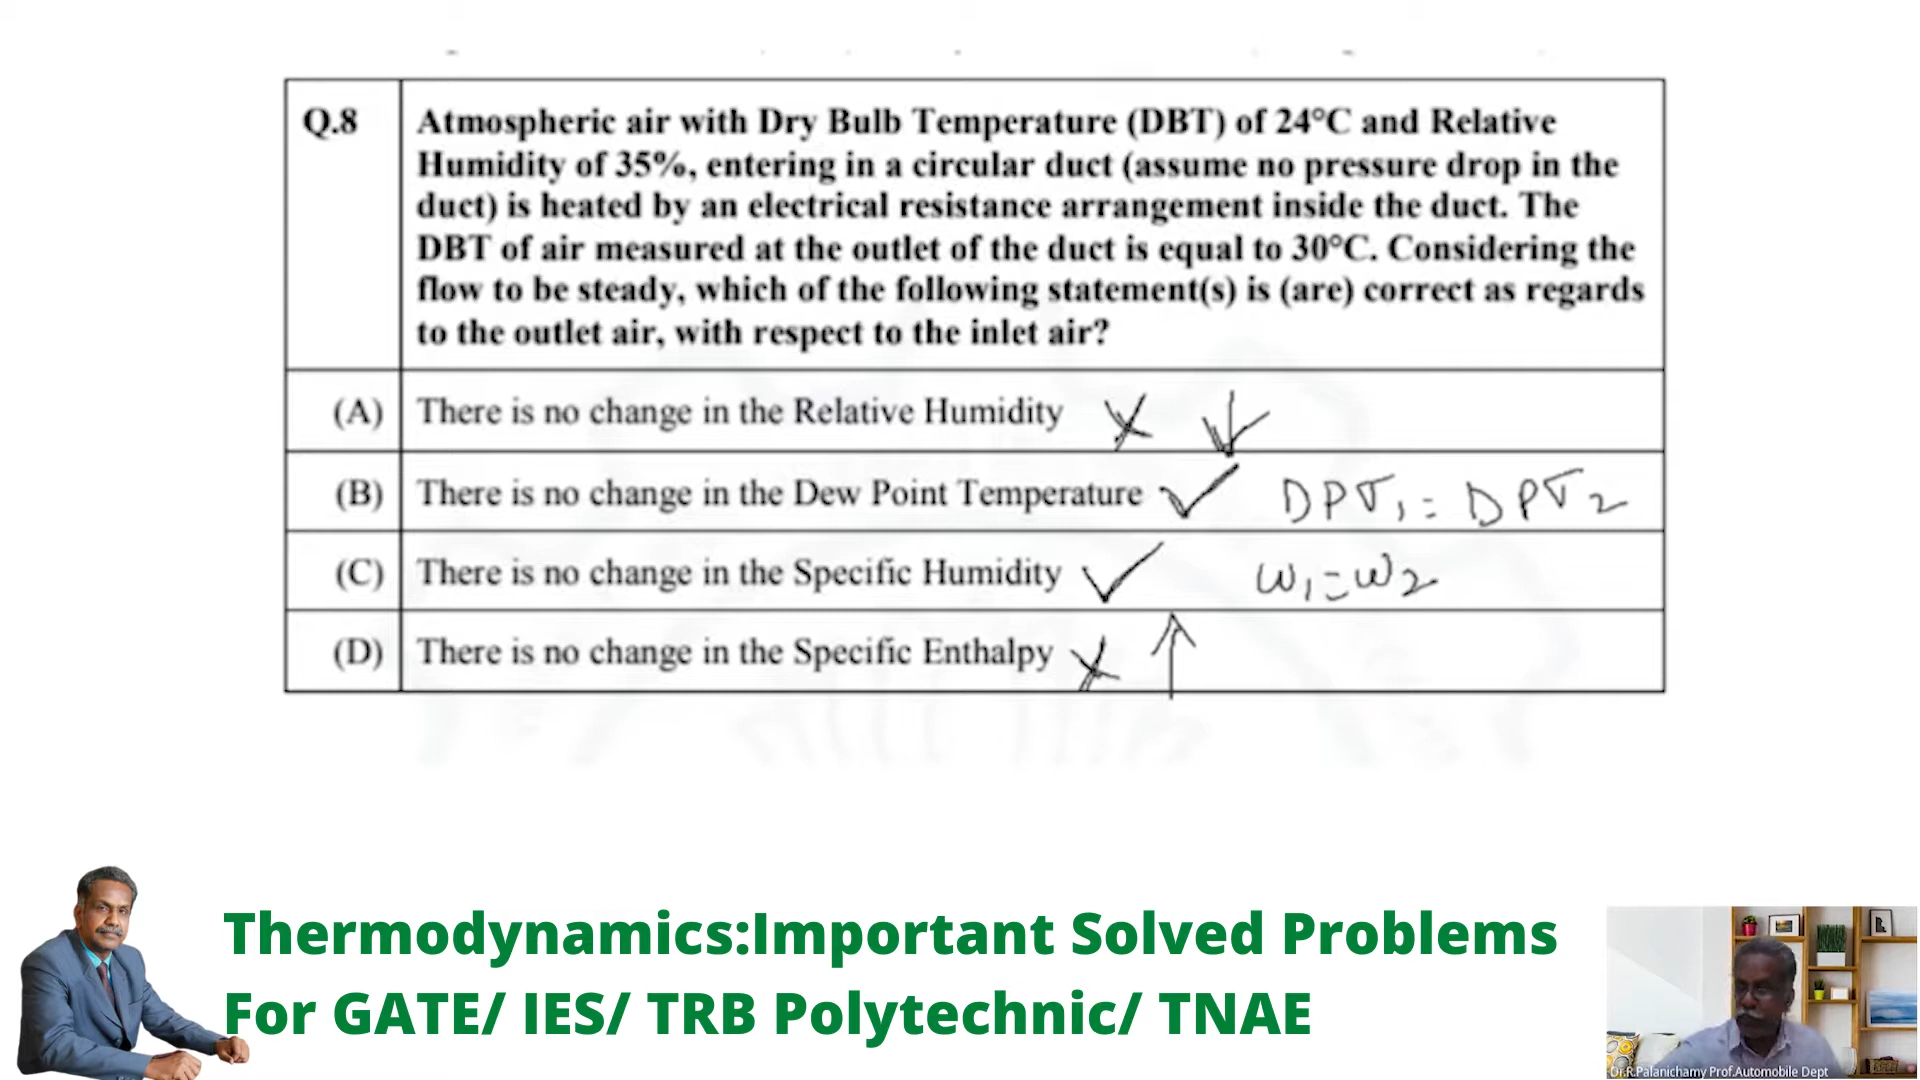 Q.8 Atmospheric air with Dry Bulb Temperature (DBT) of 24°C and Relative
Humidity of 35%, entering in a circular duct (assume no pressure drop in the
duct) is heated by an electrical resistance arrangement inside the duct. The
DBT of air measured at the outlet of the duct is equal to 30°C. Considering the
flow to be steady, which of the following statement(s) is (are) correct as regards
to the outlet air, with respect to the inlet air?
(A) There is no change in the Relative Humidity
(B) There is no change in the Dew Point Temperature DPT1 = DPT2
(C) There is no change in the Specific Humidity ω1 = ω2
(D) There is no change in the Specific Enthalpy
Thermodynamics:Important Solved Problems
For GATE/ IES/ TRB Polytechnic/ TNAE
Dr.R.Palanichamy Prof.Automobile Dept